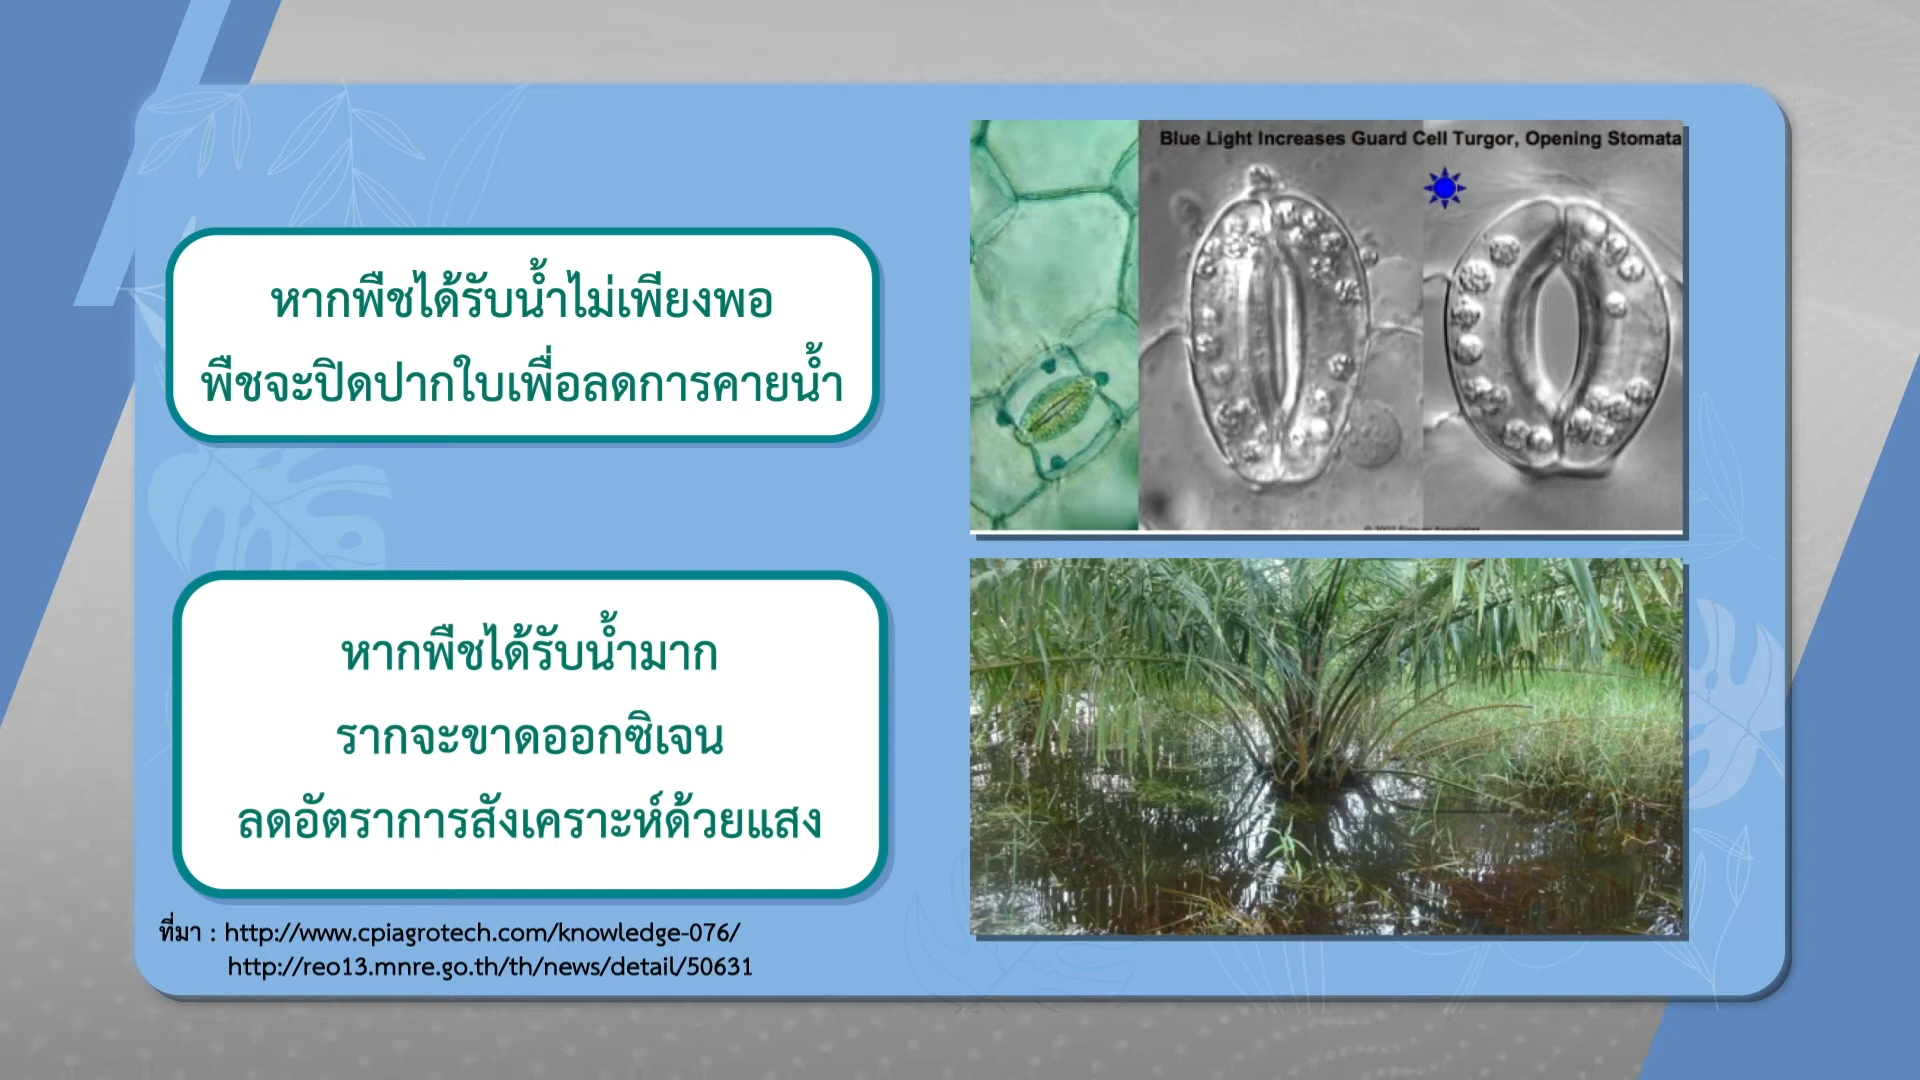 หากพืชได้รับน้ำไม่เพียงพอ
พืชจะปิดปากใบเพื่อลดการคายน้ำ
Blue Light Increases Guard Cell Turgor, Opening Stomata
หากพืชได้รับน้ำมาก
รากจะขาดออกซิเจน
ลดอัตราการสังเคราะห์ด้วยแสง
ที่มา : http://www.cpiagrotech.com/knowledge-076/
http://reo13.mnre.go.th/th/news/detail/50631